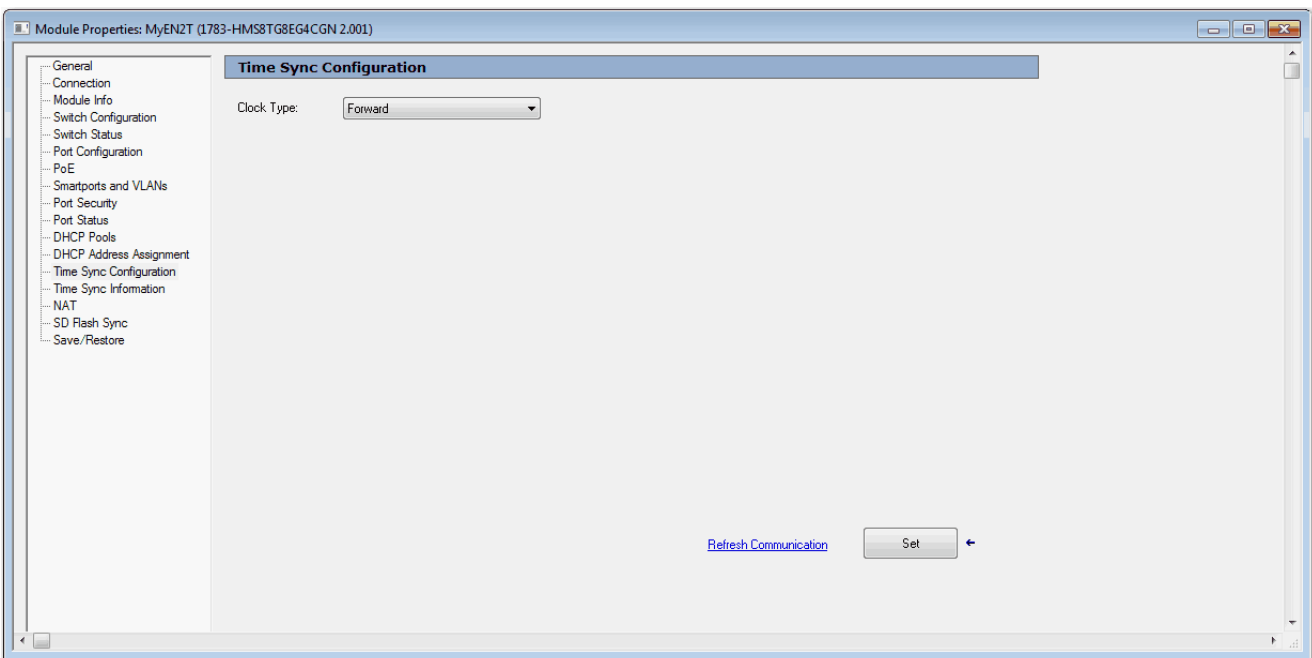 Module Properties: MyEN2T (1783-HMS8TG8EG4CGN 2.001)
General
Connection
Module Info
Switch Configuration
Switch Status
Port Configuration
PoE
Smartports and VLANs
Port Security
Port Status
DHCP Pools
DHCP Address Assignment
Time Sync Configuration
Time Sync Information
NAT
SD Flash Sync
Save/Restore
Time Sync Configuration
Clock Type: Forward
Refresh Communication Set